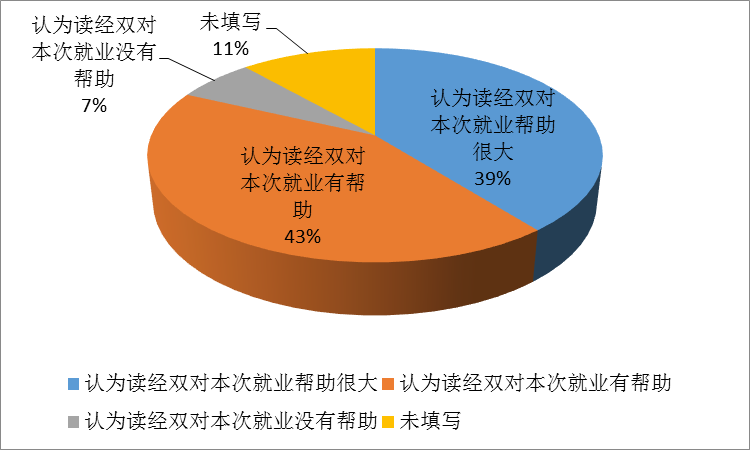 认为读经双对
本次就业没有
帮助
7%
未填写
11%
认为读经双对
本次就业帮助
很大
39%
认为读经双对
本次就业有帮
助
43%
认为读经双对本次就业帮助很大
认为读经双对本次就业有帮助
认为读经双对本次就业没有帮助
未填写